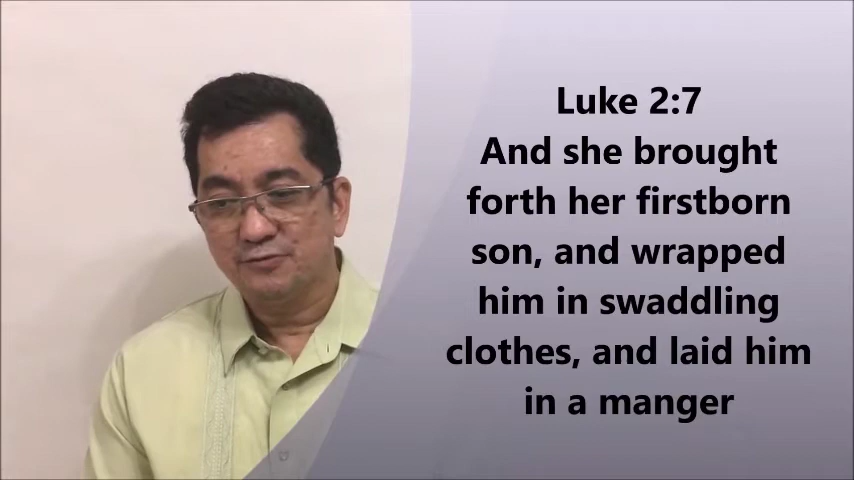 Luke 2:7
And she brought
forth her firstborn
son, and wrapped
him in swaddling
clothes, and laid him
in a manger